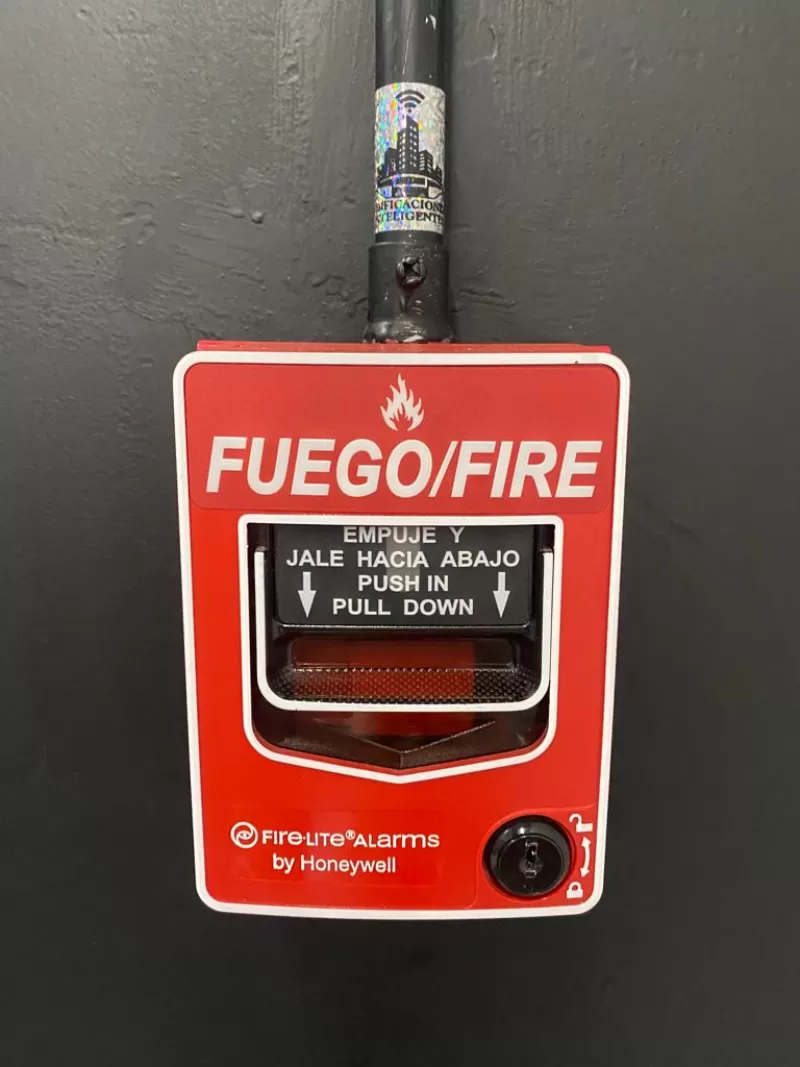 FUEGO/FIRE
EMPUJE Y
JALE HACIA ABAJO
PUSH IN
PULL DOWN
FIRE•LITE® ALARMS
by Honeywell